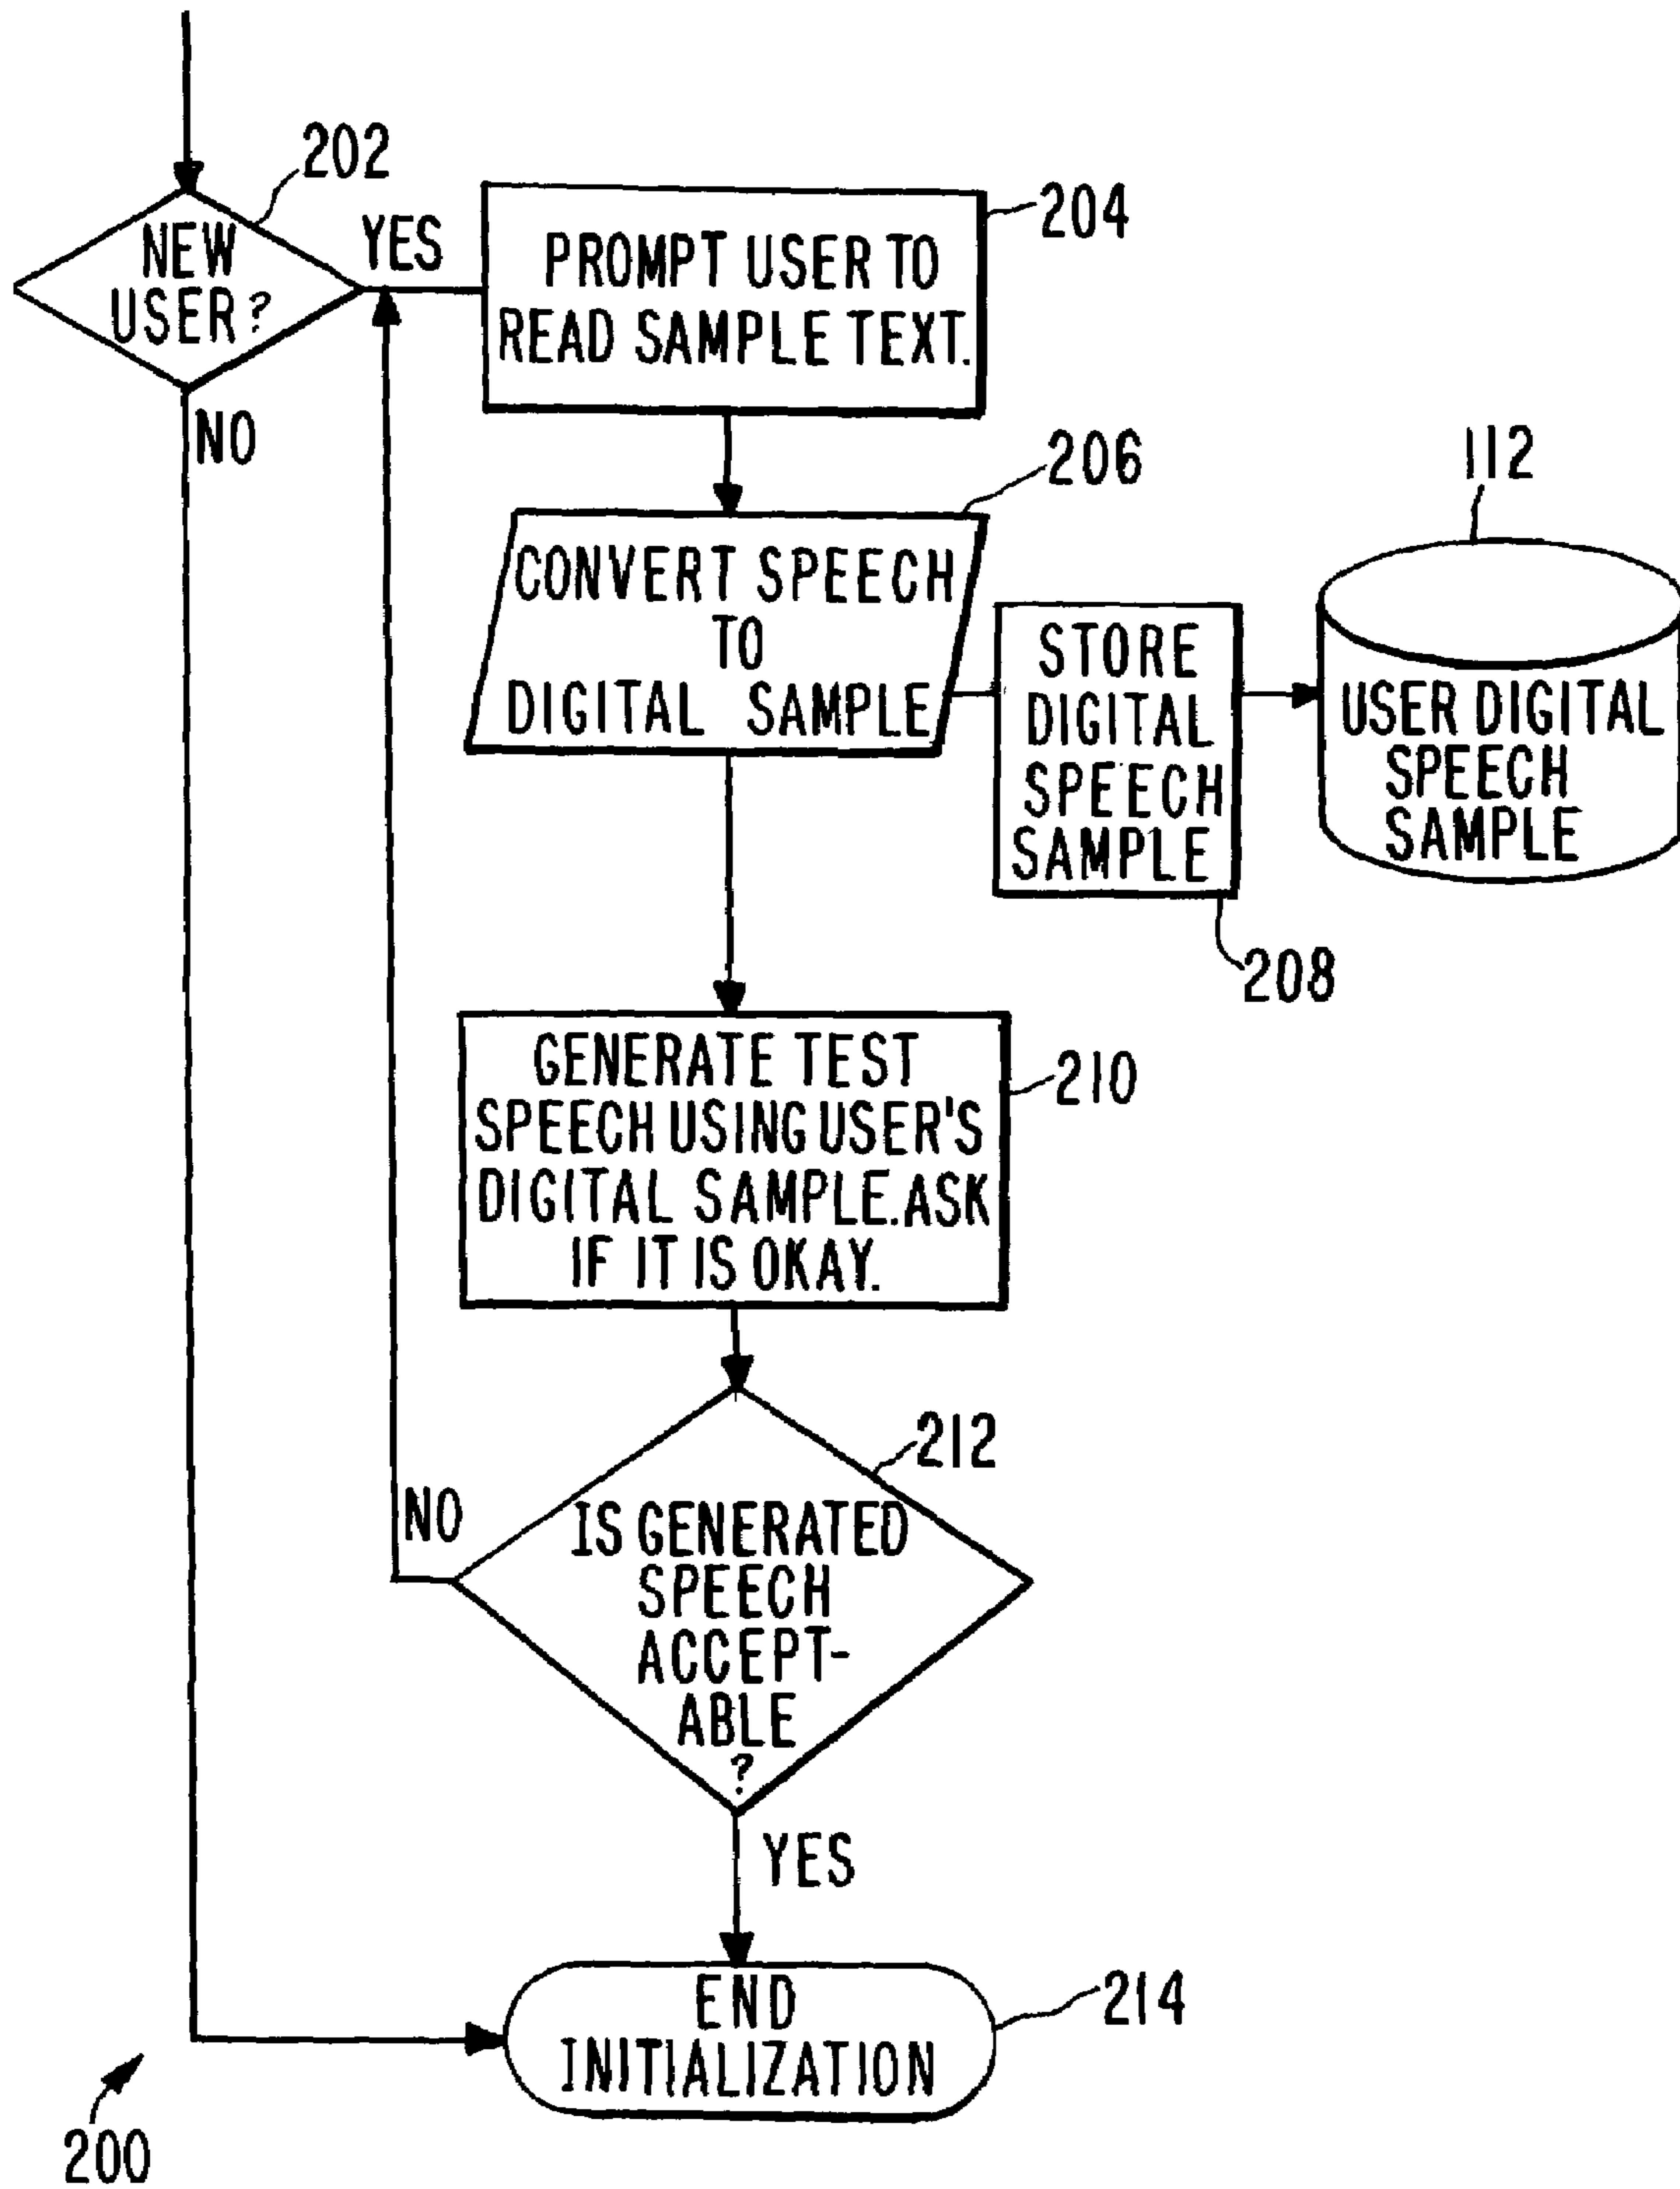 202
NEW
USER?
YES
NO
204
PROMPT USER TO
READ SAMPLE TEXT.
206
CONVERT SPEECH
TO
DIGITAL SAMPLE
STORE
DIGITAL
SPEECH
SAMPLE
208
112
USER DIGITAL
SPEECH
SAMPLE
GENERATE TEST
SPEECH USING USER'S
DIGITAL SAMPLE. ASK
IF IT IS OKAY.
210
212
IS GENERATED
SPEECH
ACCEPT-
ABLE
?
NO
YES
END
INITIALIZATION
214
200